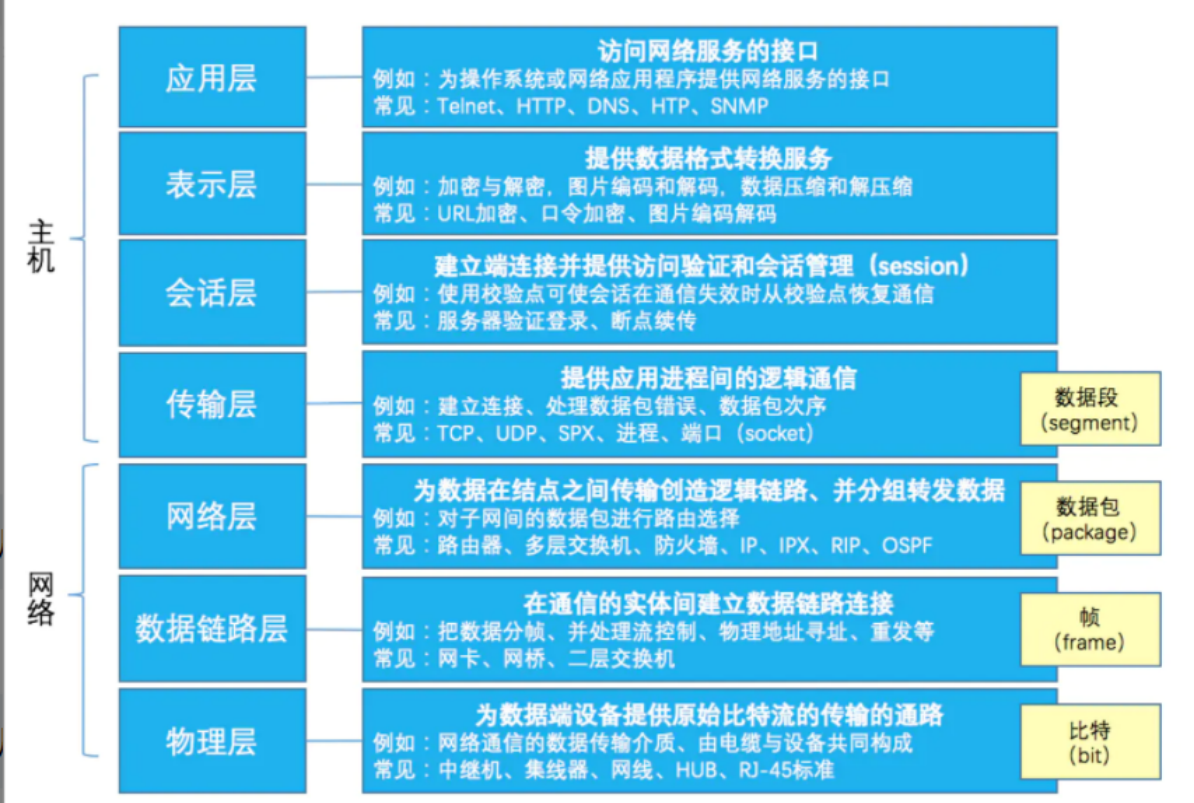 主机
应用层
访问网络服务的接口
例如：为操作系统或网络应用程序提供网络服务的接口
常见：Telnet、HTTP、DNS、HTP、SNMP
表示层
提供数据格式转换服务
例如：加密与解密，图片编码和解码，数据压缩和解压缩
常见：URL加密、口令加密、图片编码解码
会话层
建立端连接并提供访问验证和会话管理（session）
例如：使用校验点可使会话在通信失效时从校验点恢复通信
常见：服务器验证登录、断点续传
传输层
提供应用进程间的逻辑通信
例如：建立连接、处理数据包错误、数据包次序
常见：TCP、UDP、SPX、进程、端口（socket）
数据段
（segment）
网络
网络层
为数据在结点之间传输创造逻辑链路、并分组转发数据
例如：对子网间的数据包进行路由选择
常见：路由器、多层交换机、防火墙、IP、IPX、RIP、OSPF
数据包
（package）
数据链路层
在通信的实体间建立数据链路连接
例如：把数据分帧、并处理流控制、物理地址寻址、重发等
常见：网卡、网桥、二层交换机
帧
（frame）
物理层
为数据端设备提供原始比特流的传输的通路
例如：网络通信的数据传输介质、由电缆与设备共同构成
常见：中继机、集线器、网线、HUB、RJ-45标准
比特
（bit）